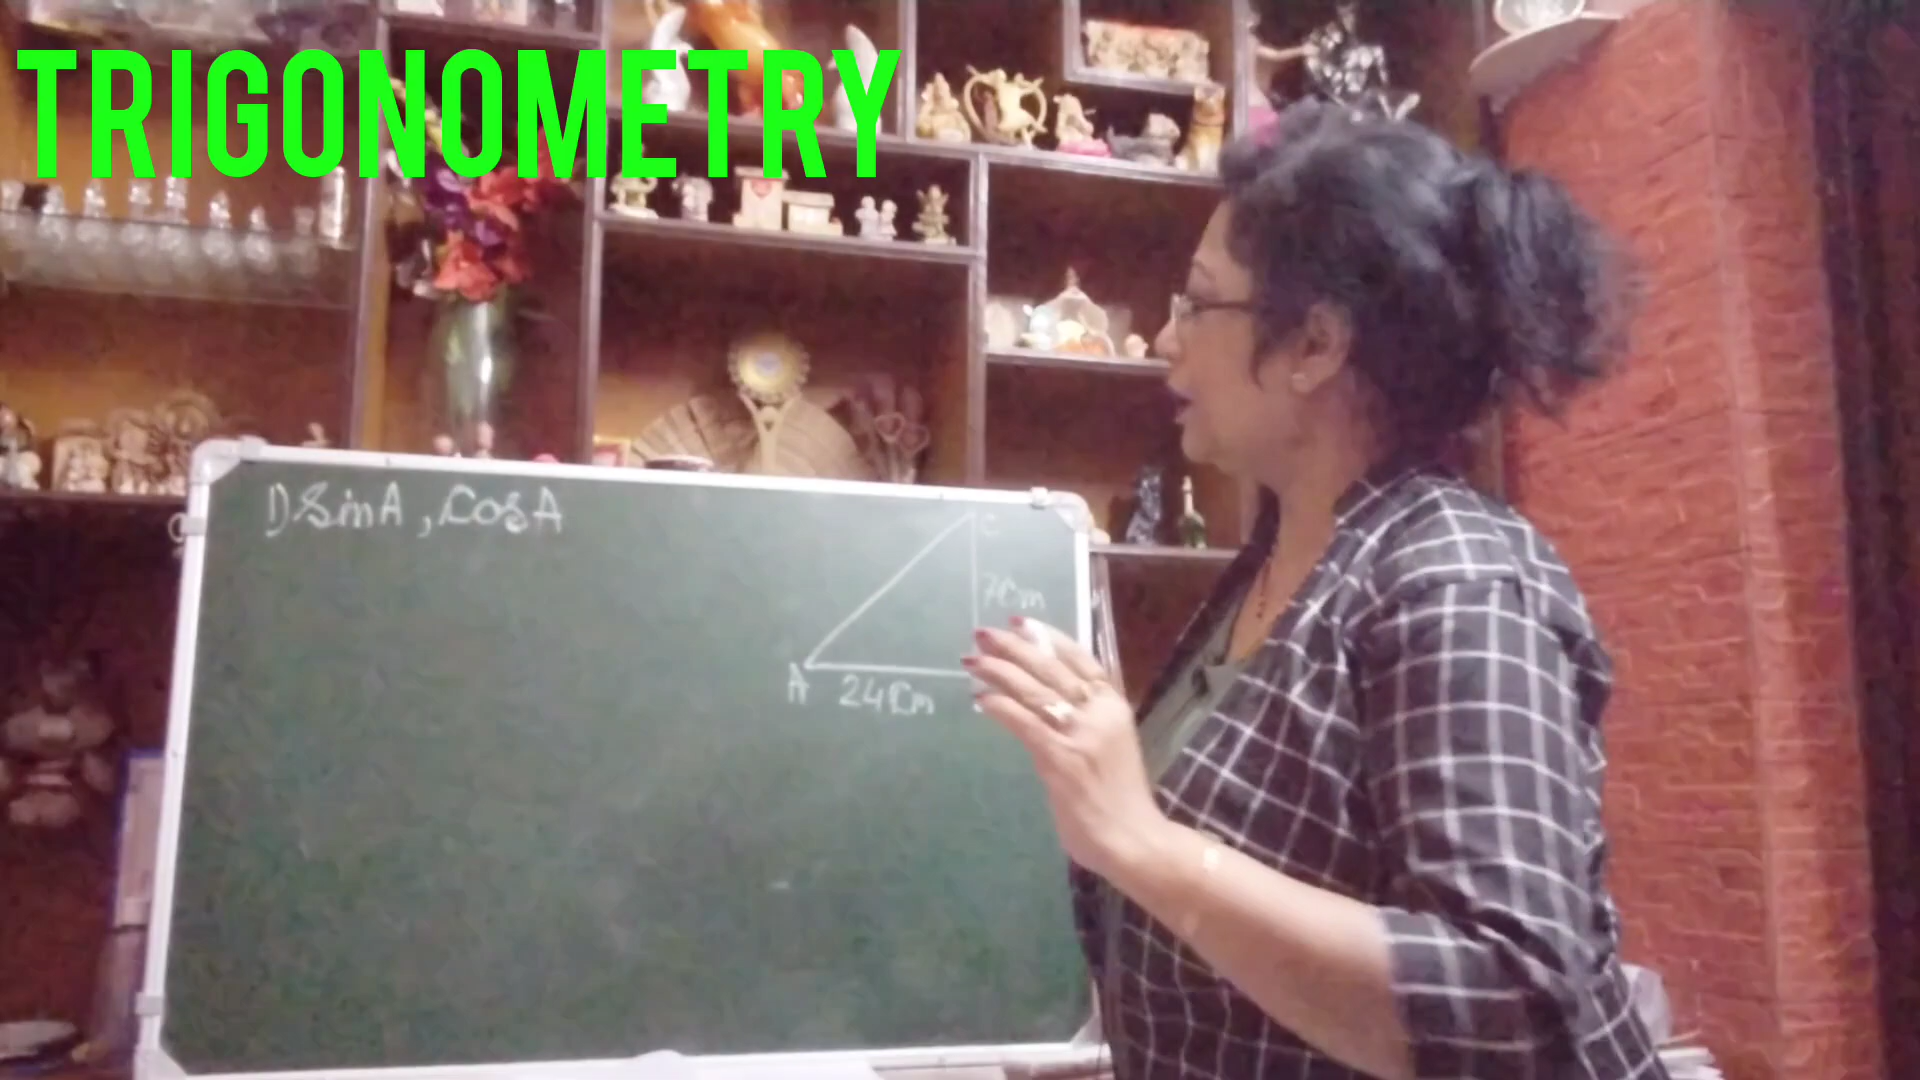 TRIGONOMETRY
1) SinA, CosA
C
7Cm
A 24Cm